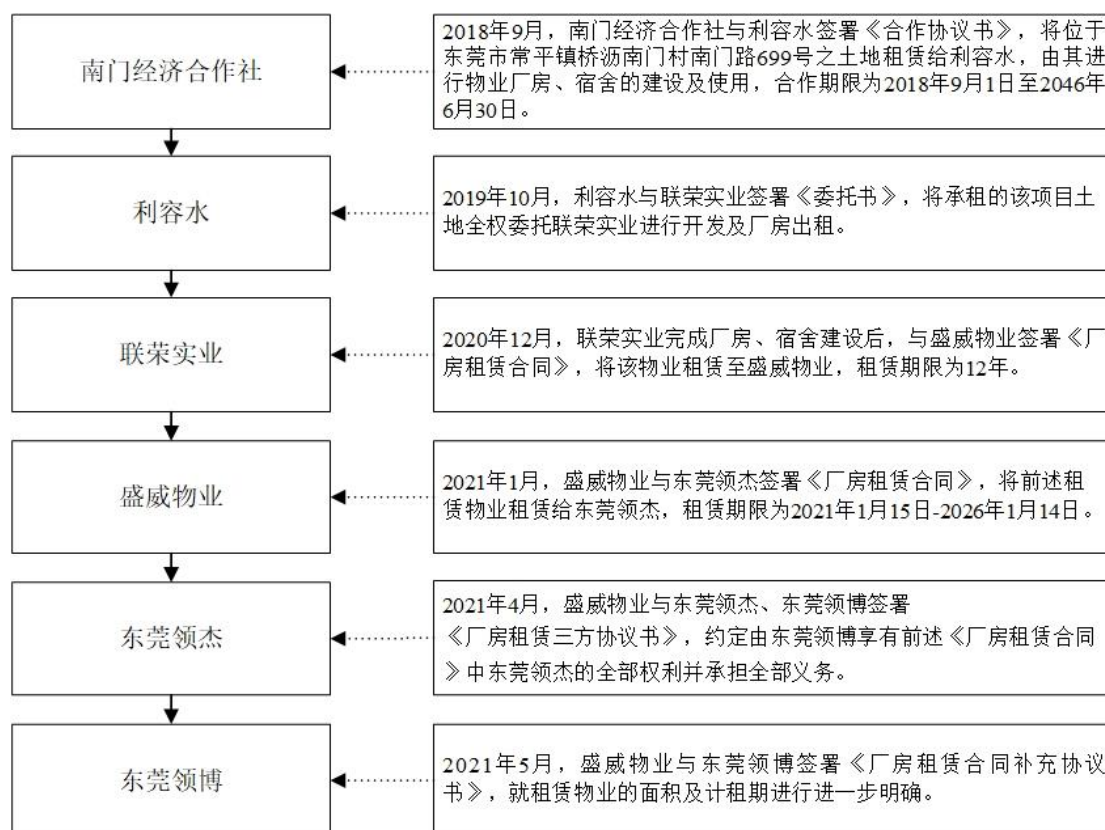 南门经济合作社
2018年9月，南门经济合作社与利容水签署《合作协议书》，将位于
东莞市常平镇桥沥南门村南门路699号之土地租赁给利容水，由其进
行物业厂房、宿舍的建设及使用，合作期限为2018年9月1日至2046年
6月30日。
利容水
2019年10月，利容水与联荣实业签署《委托书》，将承租的该项目土
地全权委托联荣实业进行开发及厂房出租。
联荣实业
2020年12月，联荣实业完成厂房、宿舍建设后，与盛威物业签署《厂
房租赁合同》，将该物业租赁至盛威物业，租赁期限为12年。
盛威物业
2021年1月，盛威物业与东莞领杰签署《厂房租赁合同》，将前述租
赁物业租赁给东莞领杰，租赁期限为2021年1月15日-2026年1月14日。
东莞领杰
2021年4月，盛威物业与东莞领杰、东莞领博签署
《厂房租赁三方协议书》，约定由东莞领博享有前述《厂房租赁合同
》中东莞领杰的全部权利并承担全部义务。
东莞领博
2021年5月，盛威物业与东莞领博签署《厂房租赁合同补充协议
书》，就租赁物业的面积及计租期进行进一步明确。